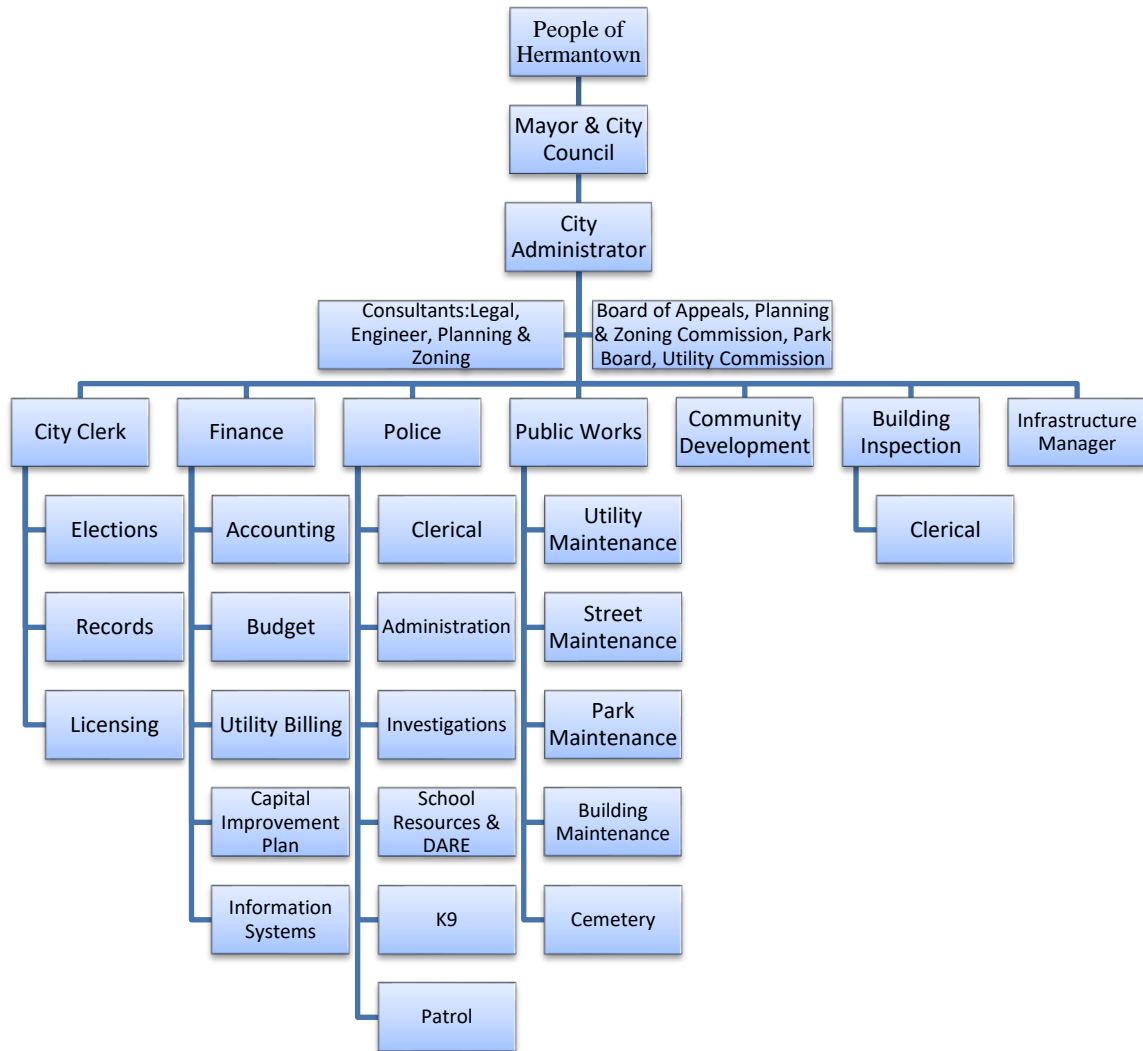 People of
Hermantown
Mayor & City
Council
City
Administrator
Consultants:Legal,
Engineer, Planning &
Zoning
Board of Appeals, Planning
& Zoning Commission, Park
Board, Utility Commission
City Clerk
Finance
Police
Public Works
Community
Development
Building
Inspection
Infrastructure
Manager
Elections
Records
Licensing
Accounting
Budget
Utility Billing
Capital
Improvement
Plan
Information
Systems
Clerical
Administration
Investigations
School
Resources &
DARE
K9
Patrol
Utility
Maintenance
Street
Maintenance
Park
Maintenance
Building
Maintenance
Cemetery
Clerical